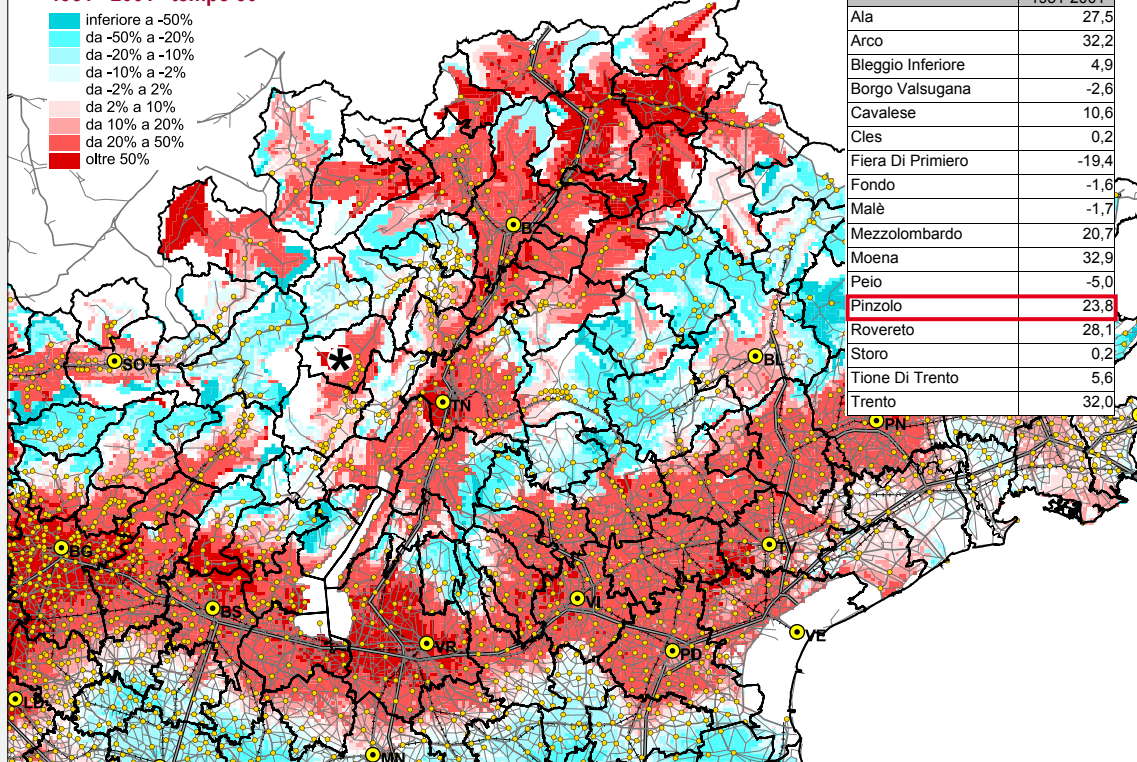 inferiore a -50%
da -50% a -20%
da -20% a -10%
da -10% a -2%
da -2% a 2%
da 2% a 10%
da 10% a 20%
da 20% a 50%
oltre 50%
Ala 27,5
Arco 32,2
Bleggio Inferiore 4,9
Borgo Valsugana -2,6
Cavalese 10,6
Cles 0,2
Fiera Di Primiero -19,4
Fondo -1,6
Malè -1,7
Mezzolombardo 20,7
Moena 32,9
Peio -5,0
Pinzolo 23,8
Rovereto 28,1
Storo 0,2
Tione Di Trento 5,6
Trento 32,0
BZ
SO
*
BL
TN
PN
BG
TV
BS
VI
VR
PD
VE
LD
MN